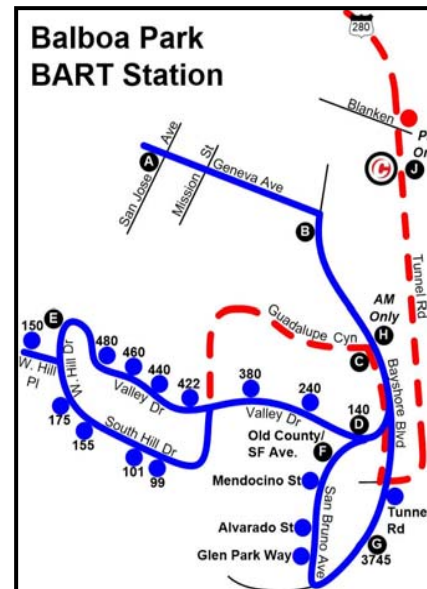 Balboa Park
BART Station
280
Blanken
J
A
San Jose Ave
Mission St
Geneva Ave
B
Tunnel Rd
AM
Only
H
Guadalupe Cyn
C
Bayshore Blvd
E
150
W. Hill
Pl
W. Hill Dr
480
460
440
422
380
240
140
D
Valley Dr
Valley Dr
South Hill Dr
175
155
101
99
Old County/
SF Ave.
F
Mendocino St
San Bruno Ave
Alvarado St
Glen Park Way
Rd
G
3745